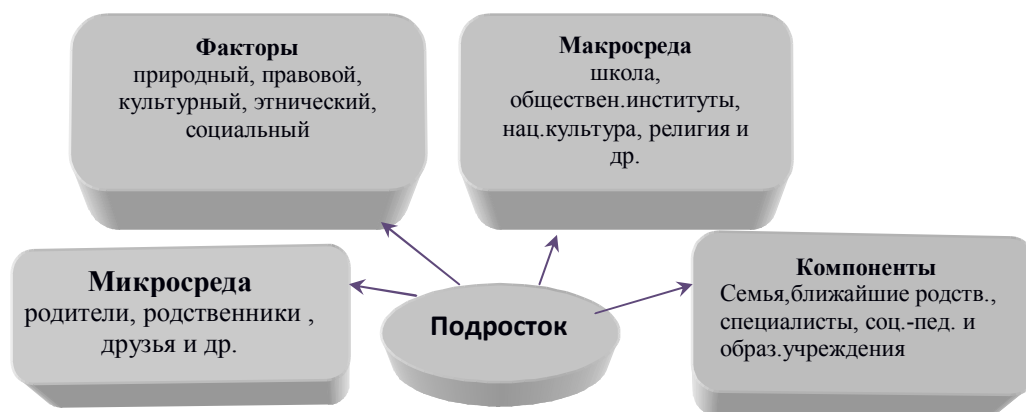 Факторы
природный, правовой,
культурный, этнический,
социальный
Макросреда
школа,
обществен.институты,
нац.культура, религия и
др.
Микросреда
родители, родственники ,
друзья и др.
Подросток
Компоненты
Семья,ближайшие родств.,
специалисты, соц.-пед. и
образ.учреждения